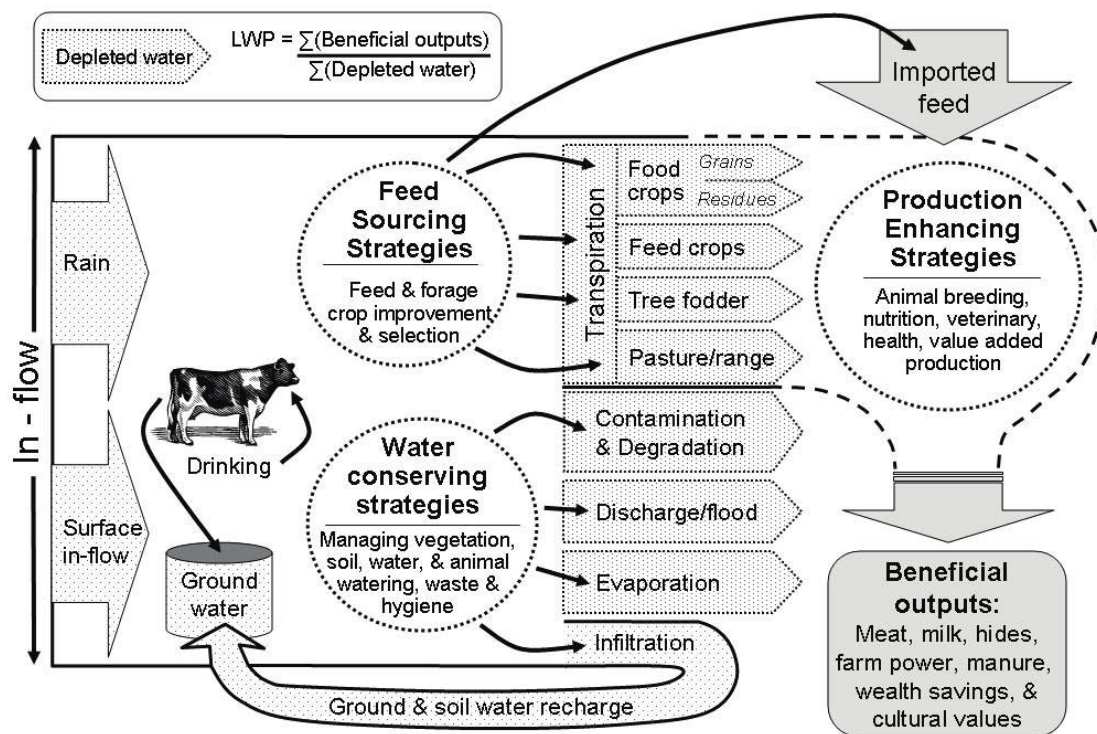 Depleted water
LWP = ∑(Beneficial outputs)
∑(Depleted water)
Imported
feed
In - flow
Rain
Surface
in-flow
Drinking
Ground
water
Feed
Sourcing
Strategies
Feed & forage
crop improvement
& selection
Water
conserving
strategies
Managing vegetation,
soil, water, & animal
watering, waste &
hygiene
Transpiration
Food
crops
Grains
Residues
Feed crops
Tree fodder
Pasture/range
Contamination
& Degradation
Discharge/flood
Evaporation
Infiltration
Ground & soil water recharge
Production
Enhancing
Strategies
Animal breeding,
nutrition, veterinary,
health, value added
production
Beneficial
outputs:
Meat, milk, hides,
farm power, manure,
wealth savings, &
cultural values